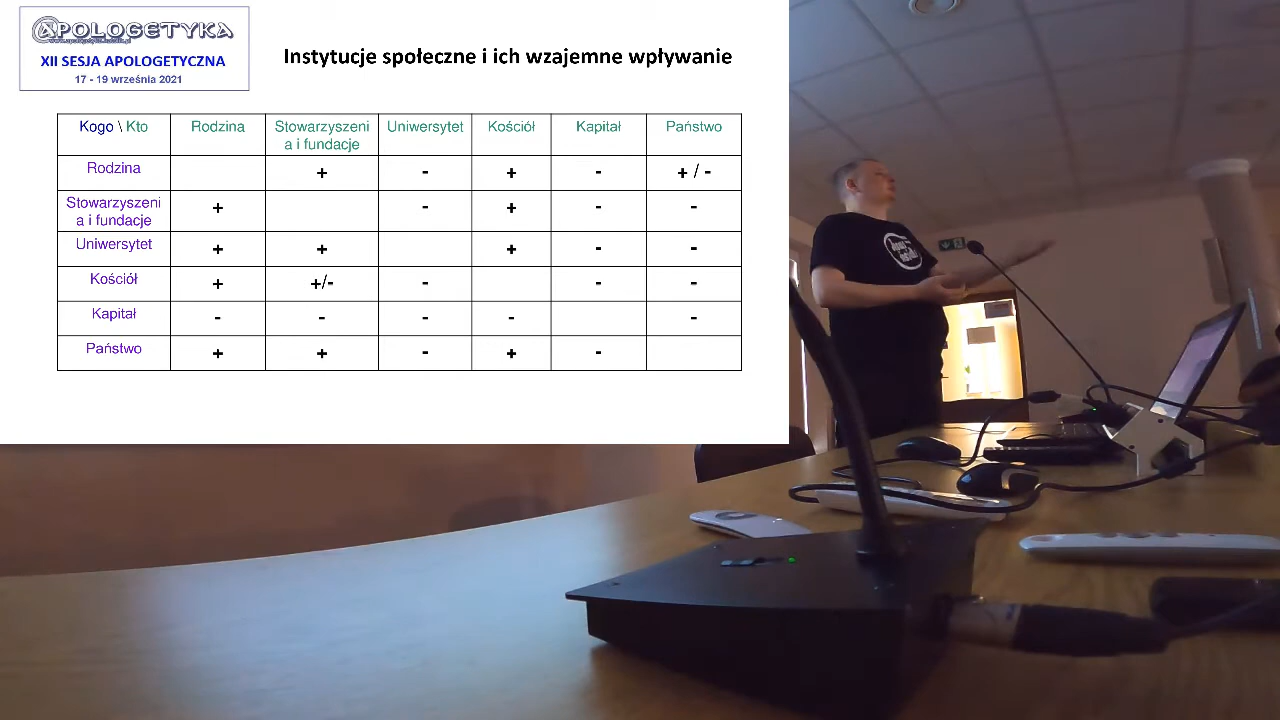 APOLOGETYKA
XII SESJA APOLOGETYCZNA
17 - 19 września 2021
Instytucje społeczne i ich wzajemne wpływanie
Kogo \ Kto Rodzina Stowarzyszeni Uniwersytet Kościół Kapitał Państwo
a i fundacje
Rodzina + - + - + / -
Stowarzyszeni + - + - -
a i fundacje
Uniwersytet + + + - -
Kościół + +/- - - -
Kapitał - - - - -
Państwo + + - + -